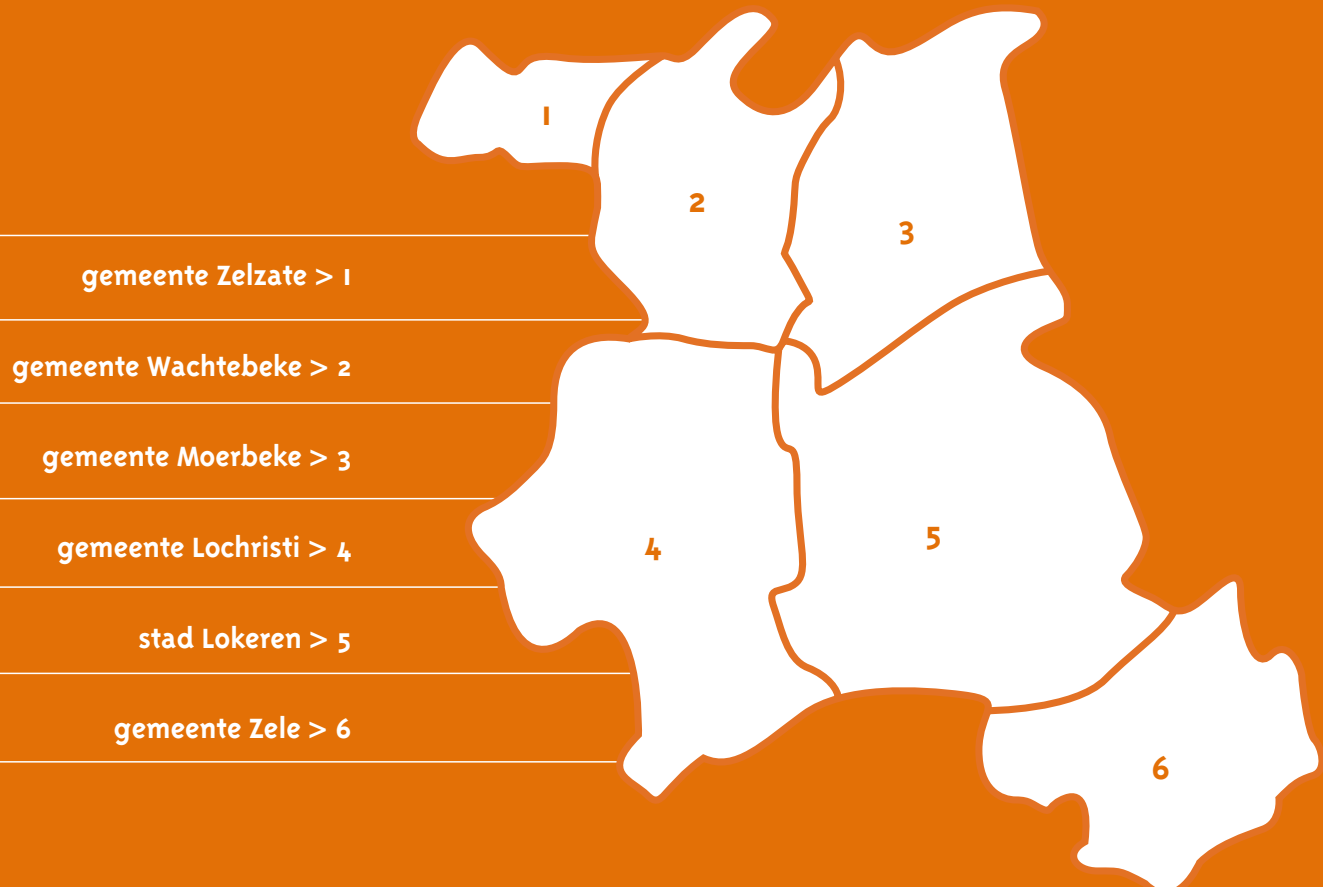 gemeente Zelzate > 1
gemeente Wachtebeke > 2
gemeente Moerbeke > 3
gemeente Lochristi > 4
stad Lokeren > 5
gemeente Zele > 6
1
2
3
4
5
6